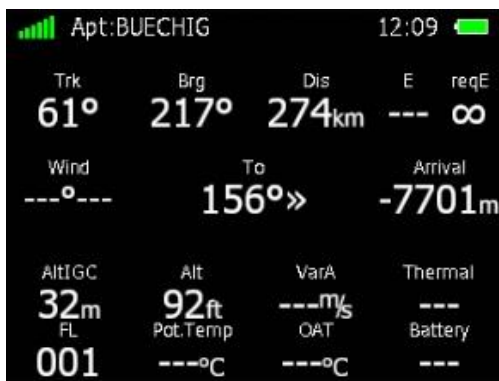 Apt:BUECHIG 12:09
Trk Brg Dis E reqE
61° 217° 274km --- ∞
Wind To Arrival
---°--- 156°» -7701m
AltIGC Alt VarA Thermal
32m 92ft ---m/s ---
FL Pot.Temp OAT Battery
001 ---°C ---°C ---